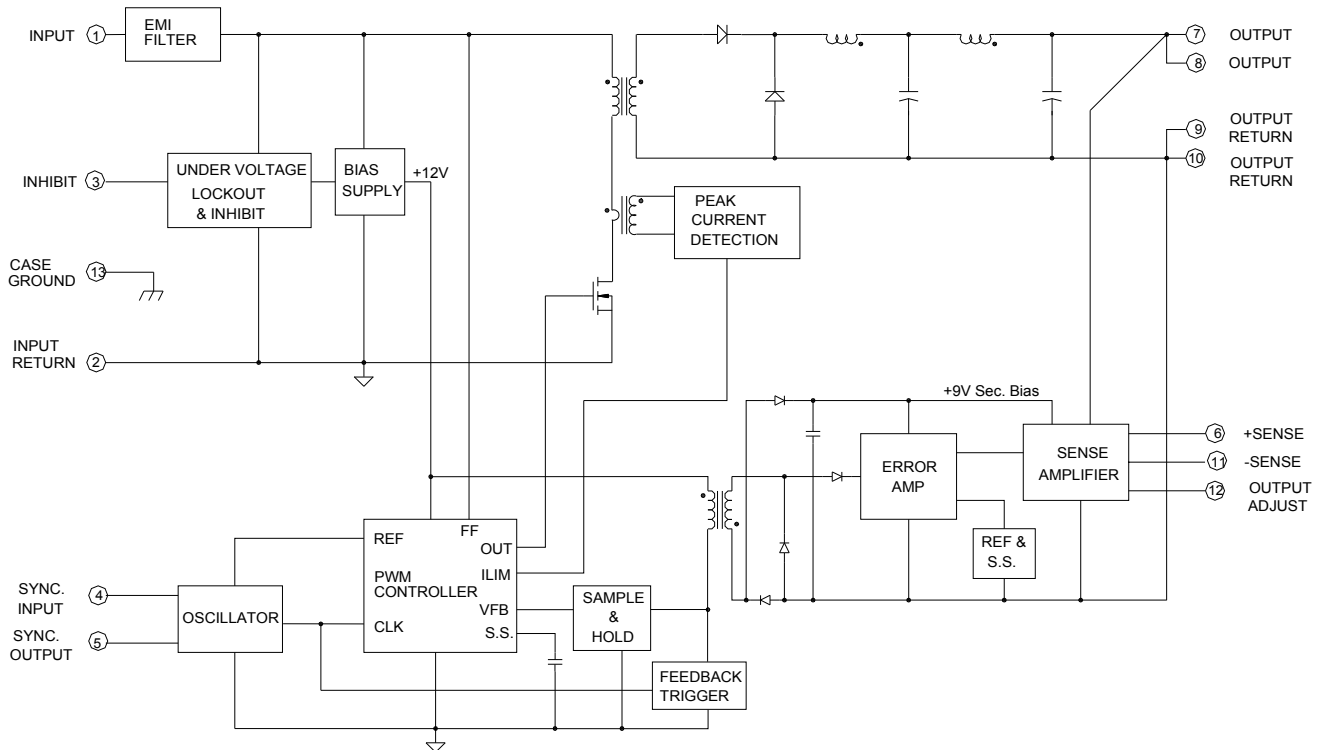 INPUT
1
EMI
FILTER
7
OUTPUT
8
OUTPUT
9
OUTPUT
RETURN
10
OUTPUT
RETURN
INHIBIT
3
UNDER VOLTAGE
LOCKOUT
& INHIBIT
BIAS
SUPPLY
+12V
PEAK
CURRENT
DETECTION
CASE
GROUND
13
INPUT
RETURN
2
+9V Sec. Bias
ERROR
AMP
SENSE
AMPLIFIER
6
+SENSE
11
-SENSE
12
OUTPUT
ADJUST
REF &
S.S.
REF
FF
OUT
PWM
CONTROLLER
ILIM
VFB
CLK
S.S.
SAMPLE
&
HOLD
FEEDBACK
TRIGGER
SYNC.
INPUT
4
OSCILLATOR
SYNC.
OUTPUT
5